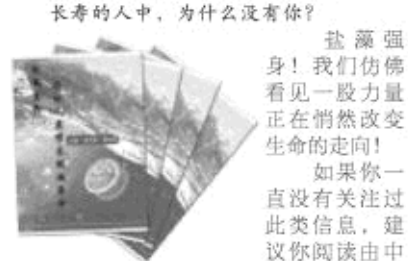 长寿的人中，为什么没有你？
盐藻强
身！我们仿佛
看见一股力量
正在悄然改变
生命的走向！
如果你一
直没有关注过
此类信息，建
议你阅读由中